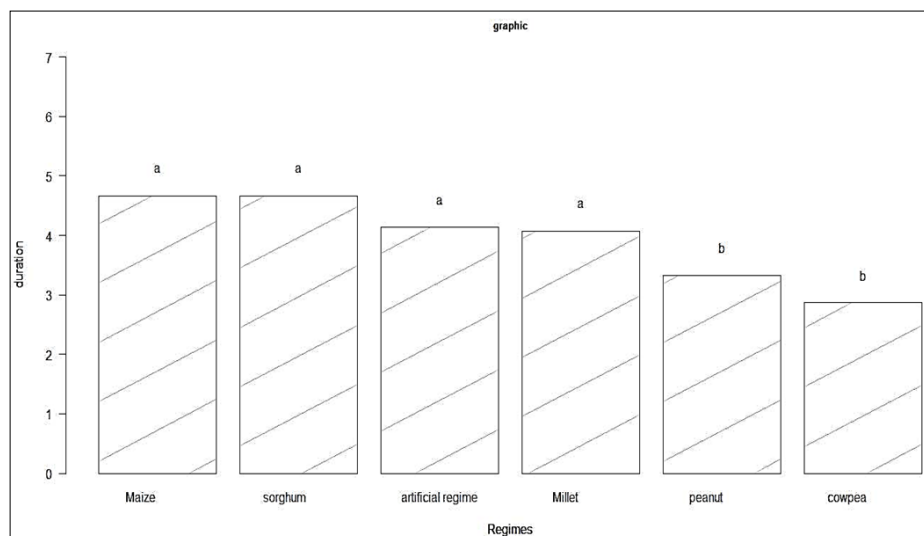 graphic
7
6
5
4
3
2
1
0
duration
a
a
a
a
b
b
Maize sorghum artificial regime Millet peanut cowpea
Regimes